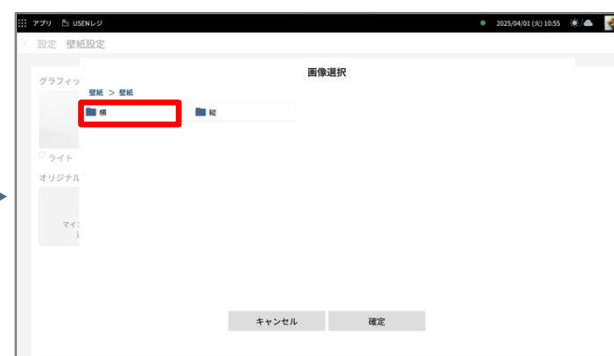 アプリ USENレジ 2025/04/01 (火) 10:55
設定 壁紙設定
画像選択
グラフィッ
壁紙 > 壁紙
横 縦
ライト
オリジナル
マイコ
キャンセル 確定